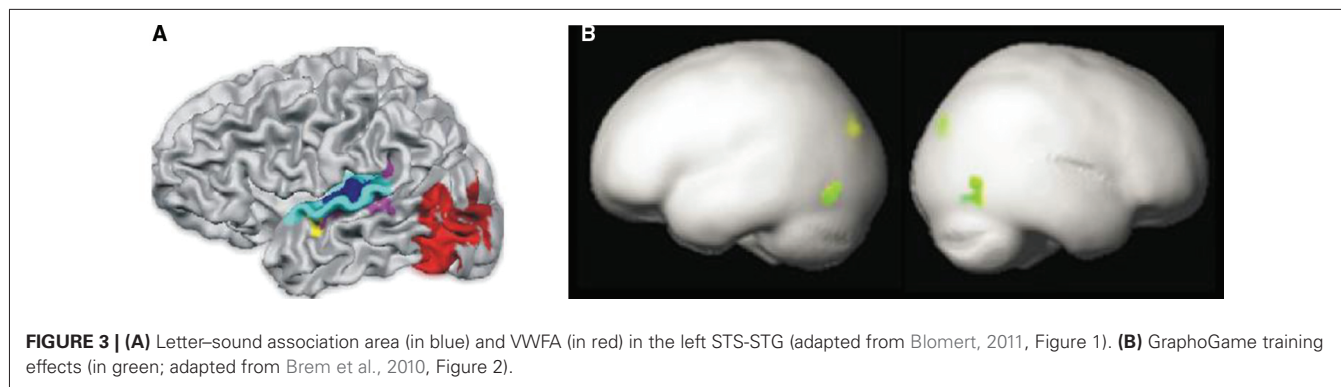 A
B
FIGURE 3 | (A) Letter–sound association area (in blue) and VWFA (in red) in the left STS-STG (adapted from Blomert, 2011, Figure 1). (B) GraphoGame training
effects (in green; adapted from Brem et al., 2010, Figure 2).